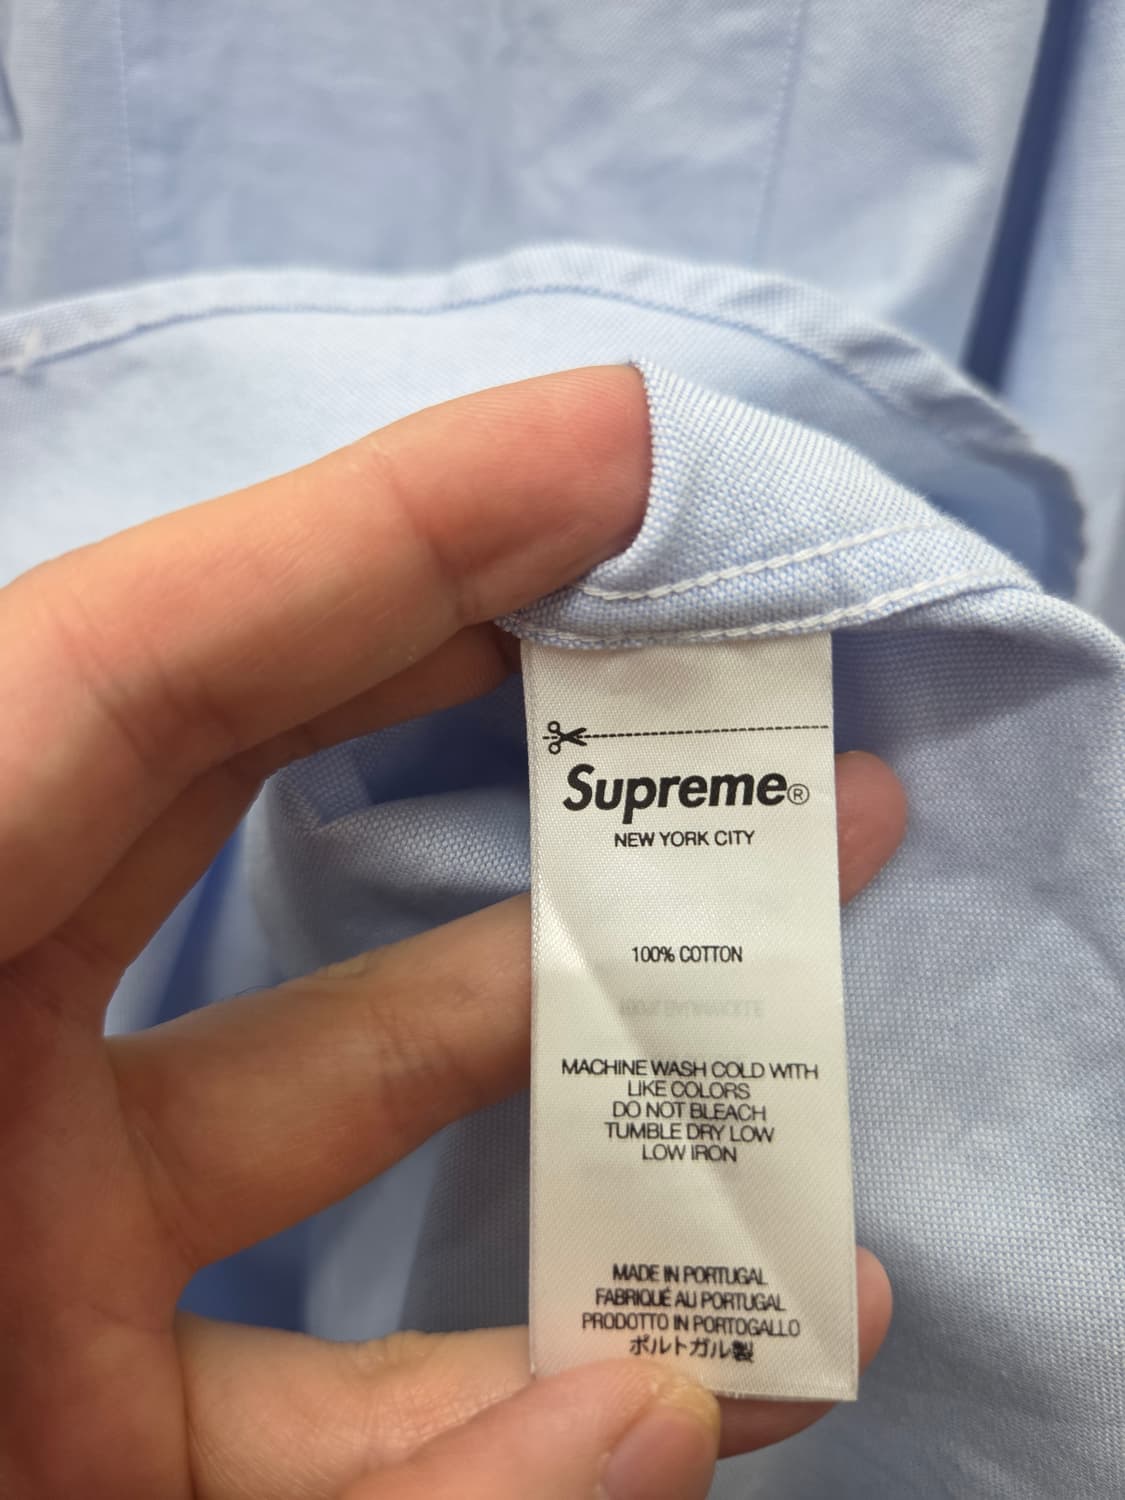 Supreme®
NEW YORK CITY
100% COTTON
MACHINE WASH COLD WITH
LIKE COLORS
DO NOT BLEACH
TUMBLE DRY LOW
LOW IRON
MADE IN PORTUGAL
FABRIQUÉ AU PORTUGAL
PRODOTTO IN PORTOGALLO
ポルトガル製